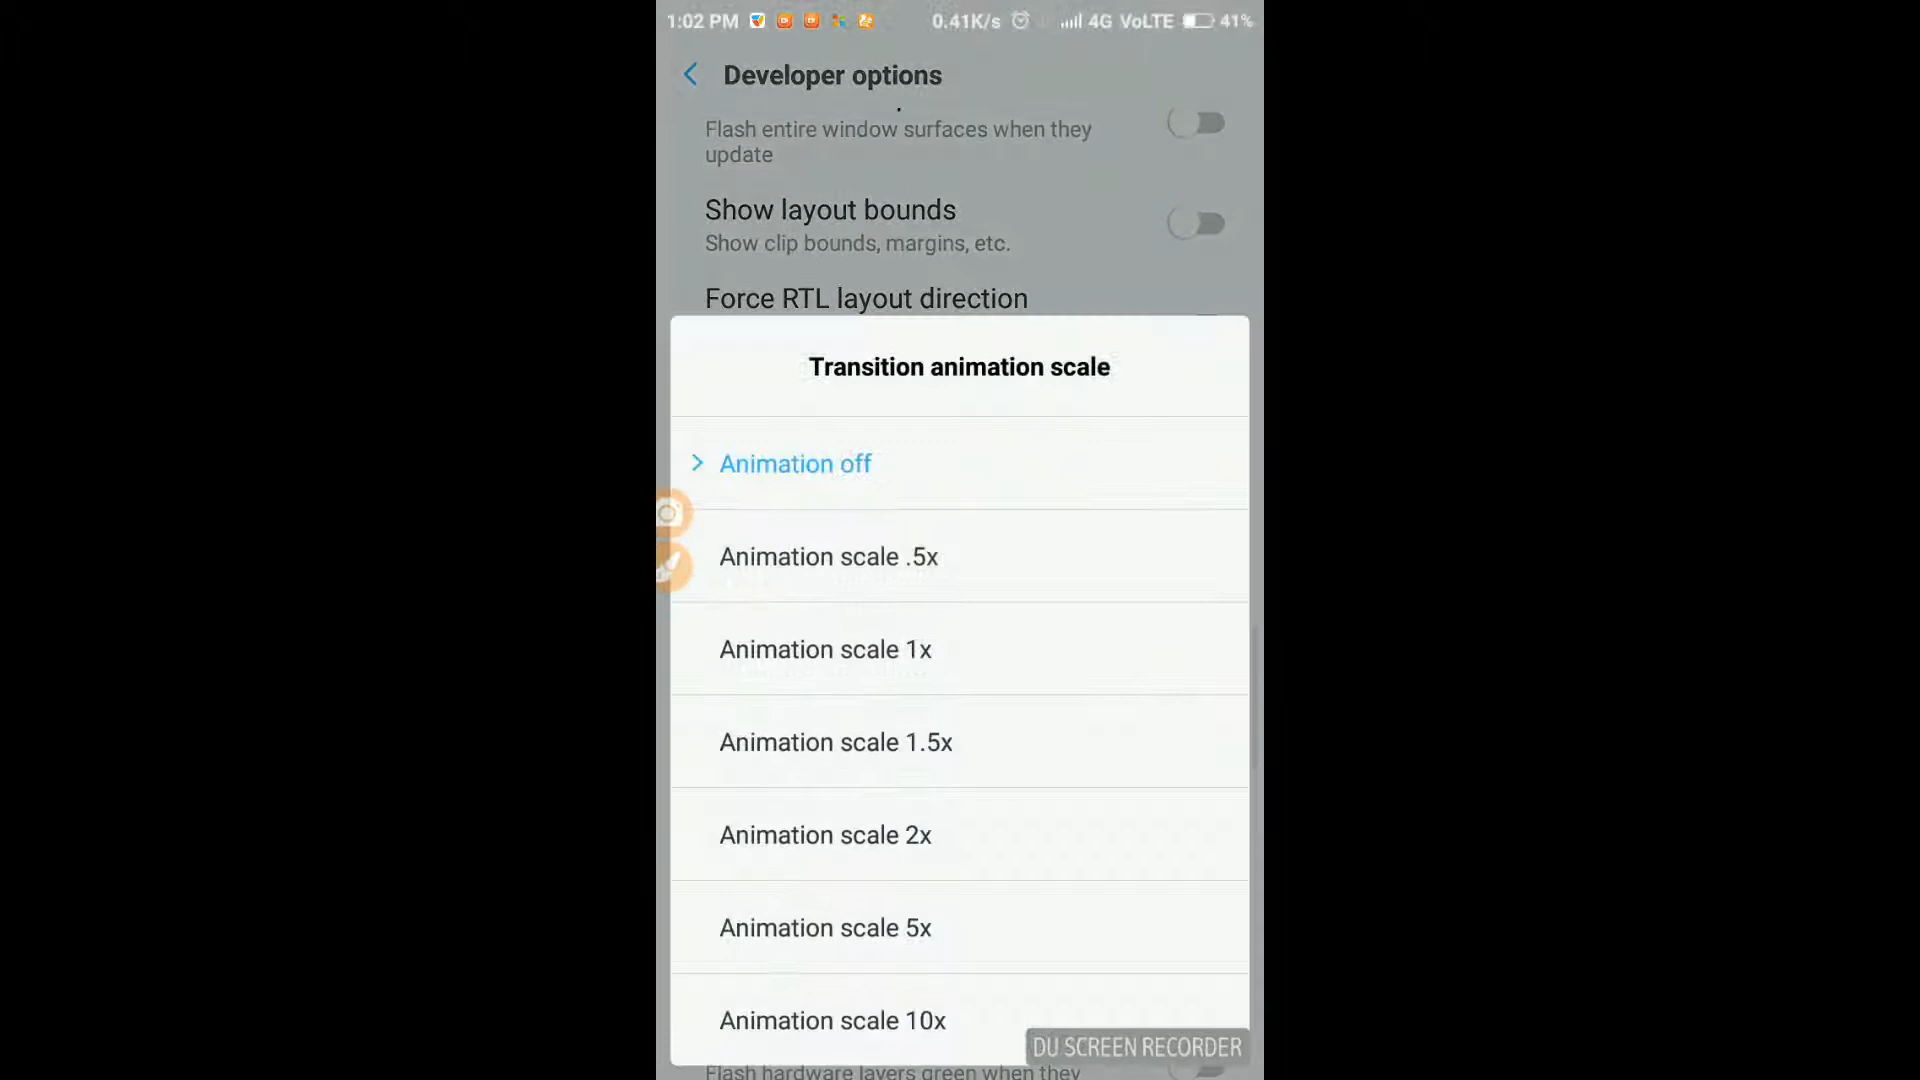 1:02 PM 0.41K/s 4G VoLTE 41%
Developer options
Flash entire window surfaces when they
update
Show layout bounds
Show clip bounds, margins, etc.
Force RTL layout direction
Transition animation scale
Animation off
Animation scale .5x
Animation scale 1x
Animation scale 1.5x
Animation scale 2x
Animation scale 5x
Animation scale 10x
DU SCREEN RECORDER
Flash hardware layers green when they